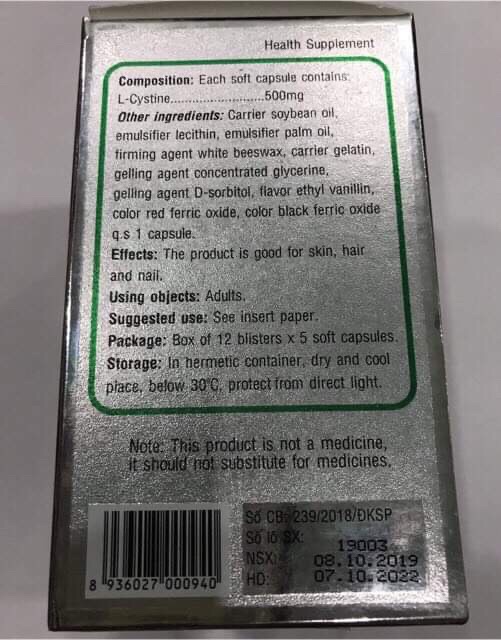 Health Supplement
Composition: Each soft capsule contains:
L-Cystine..............................500mg
Other ingredients: Carrier soybean oil,
emulsifier lecithin, emulsifier palm oil,
firming agent white beeswax, carrier gelatin,
gelling agent concentrated glycerine,
gelling agent D-sorbitol, flavor ethyl vanillin,
color red ferric oxide, color black ferric oxide
q.s 1 capsule.
Effects: The product is good for skin, hair
and nail.
Using objects: Adults.
Suggested use: See insert paper.
Package: Box of 12 blisters x 5 soft capsules.
Storage: In hermetic container, dry and cool
place, below 30°C, protect from direct light.
Note: This product is not a medicine,
it should not substitute for medicines.
Số CB: 239/2018/ĐKSP
Số lô SX: 19003
NSX: 08.10.2019
HD: 07.10.2022
8 936027 000940